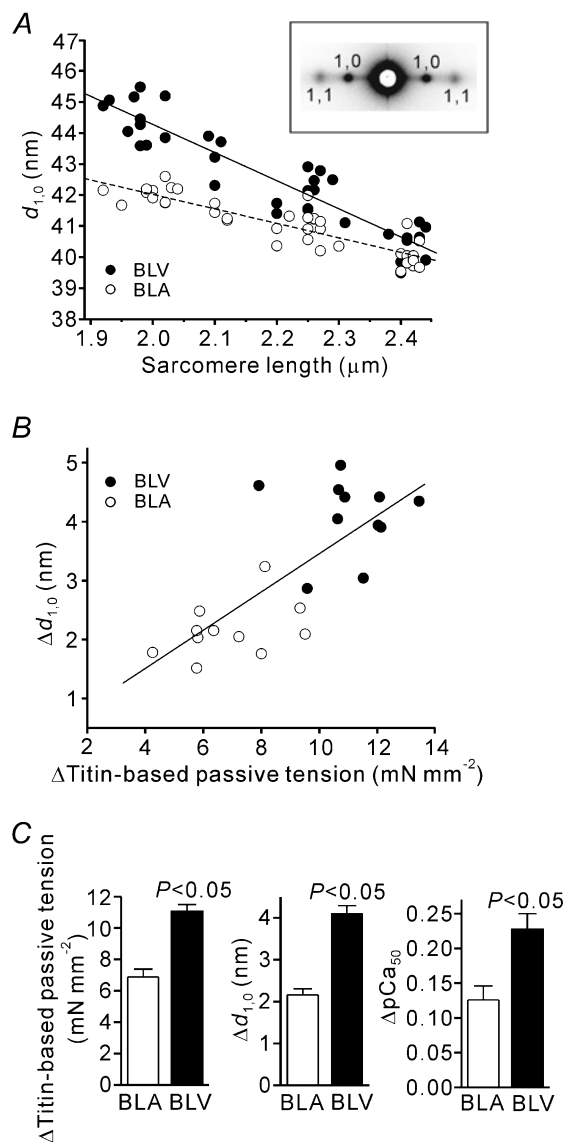 A
47
46
45
44
43
42
41
40
39
38
d1,0 (nm)
1,0 1,0
1,1 1,1
BLV
BLA
1.9 2.0 2.1 2.2 2.3 2.4
Sarcomere length (μm)
B
5
4
3
2
1
Δd1,0 (nm)
BLV
BLA
2 4 6 8 10 12 14
ΔTitin-based passive tension (mN mm-2)
C
ΔTitin-based passive tension
(mN mm-2)
12
10
8
6
4
2
0
P<0.05
BLA BLV
Δd1,0 (nm)
4
2
0
P<0.05
BLA BLV
ΔpCa50
0.25
0.20
0.15
0.10
0.05
0.00
P<0.05
BLA BLV